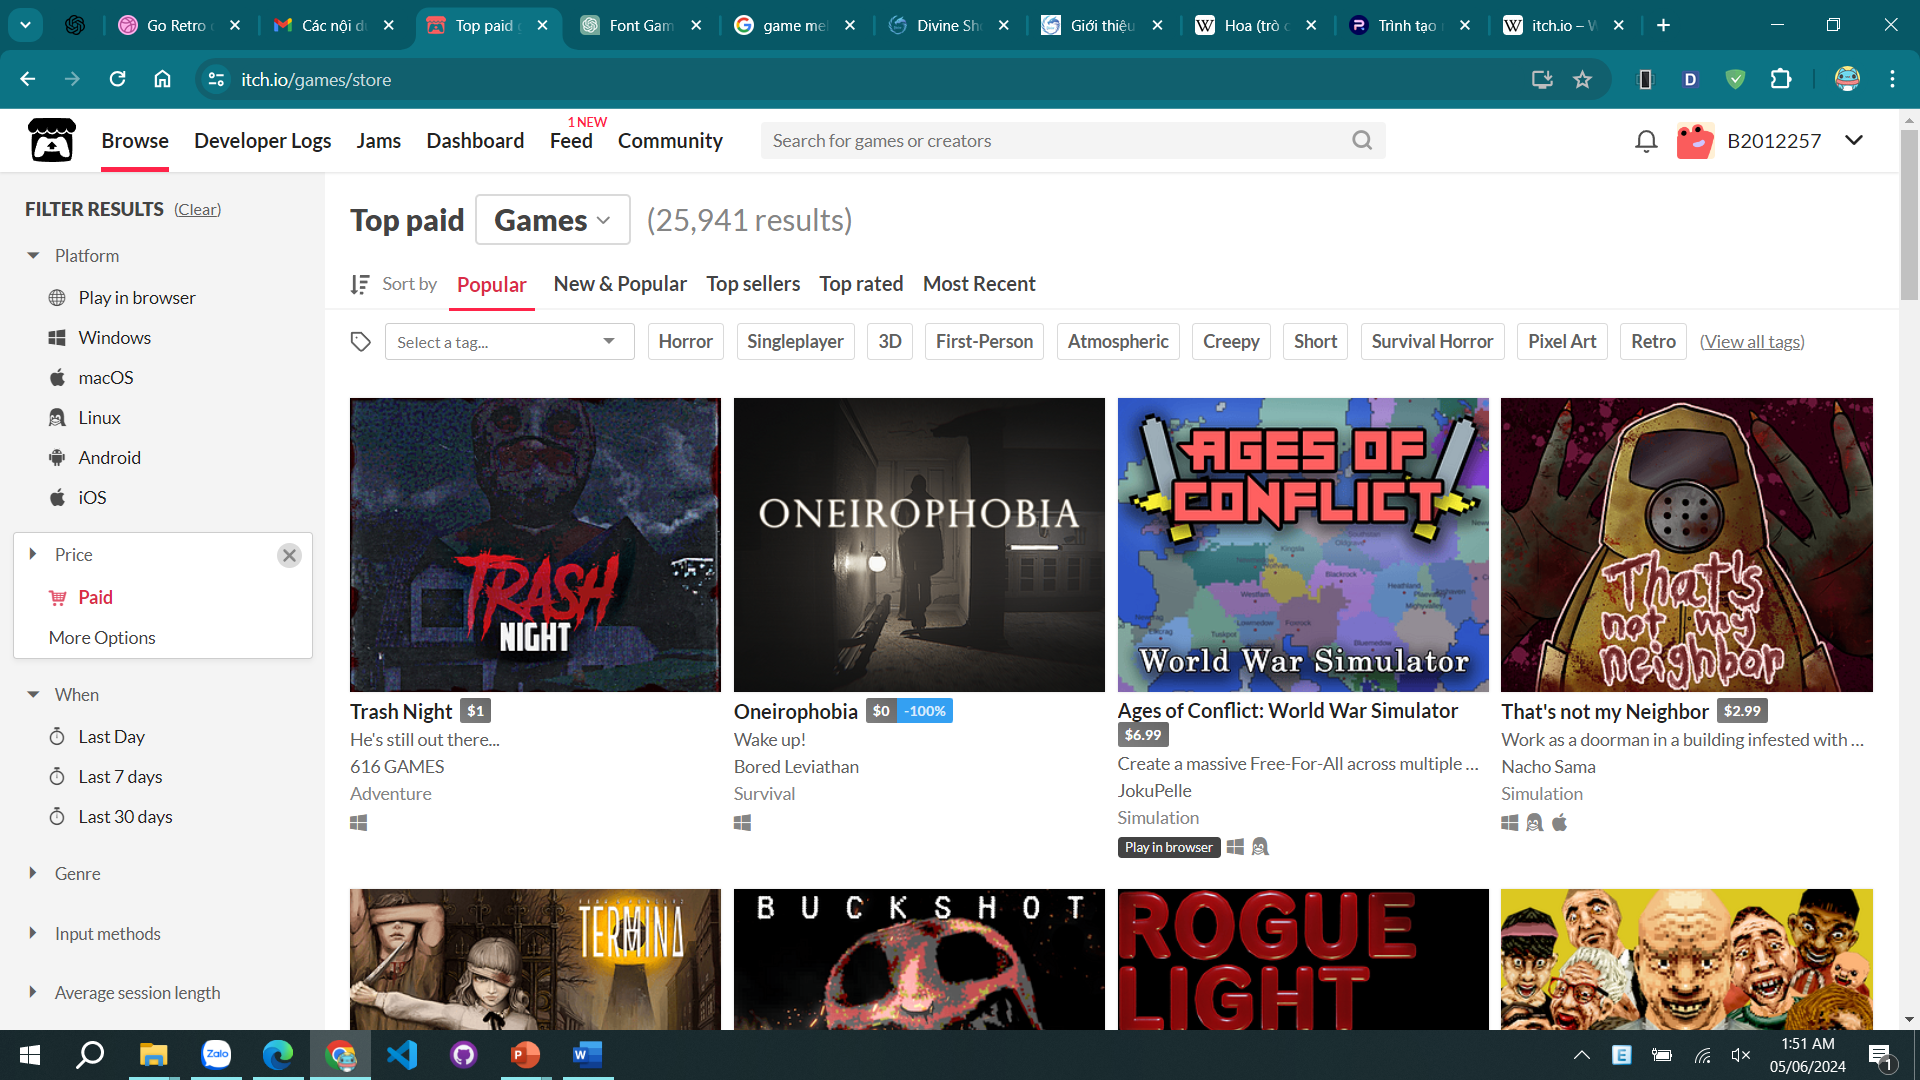 Go Retro
Các nội d
Top paid g
Font Gam
game me
Divine Sh
Giới thiệu
Hoa (trò c
Trình tạo
itch.io – W
itch.io/games/store
Browse
Developer Logs
Jams
Dashboard
1 NEW
Feed
Community
Search for games or creators
B2012257
FILTER RESULTS (Clear)
Platform
Play in browser
Windows
macOS
Linux
Android
iOS
Price
Paid
More Options
When
Last Day
Last 7 days
Last 30 days
Genre
Input methods
Average session length
Top paid Games (25,941 results)
Sort by Popular New & Popular Top sellers Top rated Most Recent
Select a tag... Horror Singleplayer 3D First-Person Atmospheric Creepy Short Survival Horror Pixel Art Retro (View all tags)
TRASH
NIGHT
Trash Night $1
He's still out there...
616 GAMES
Adventure
ONEIROPHOBIA
Oneirophobia $0 -100%
Wake up!
Bored Leviathan
Survival
AGES OF
CONFLICT
World War Simulator
Ages of Conflict: World War Simulator
$6.99
Create a massive Free-For-All across multiple ...
JokuPelle
Simulation
Play in browser
That's
not my
neighbor
That's not my Neighbor $2.99
Work as a doorman in a building infested with ...
Nacho Sama
Simulation
TERMINA
BUCKSHOT
ROGUE
LIGHT
Zalo
1:51 AM
05/06/2024
1